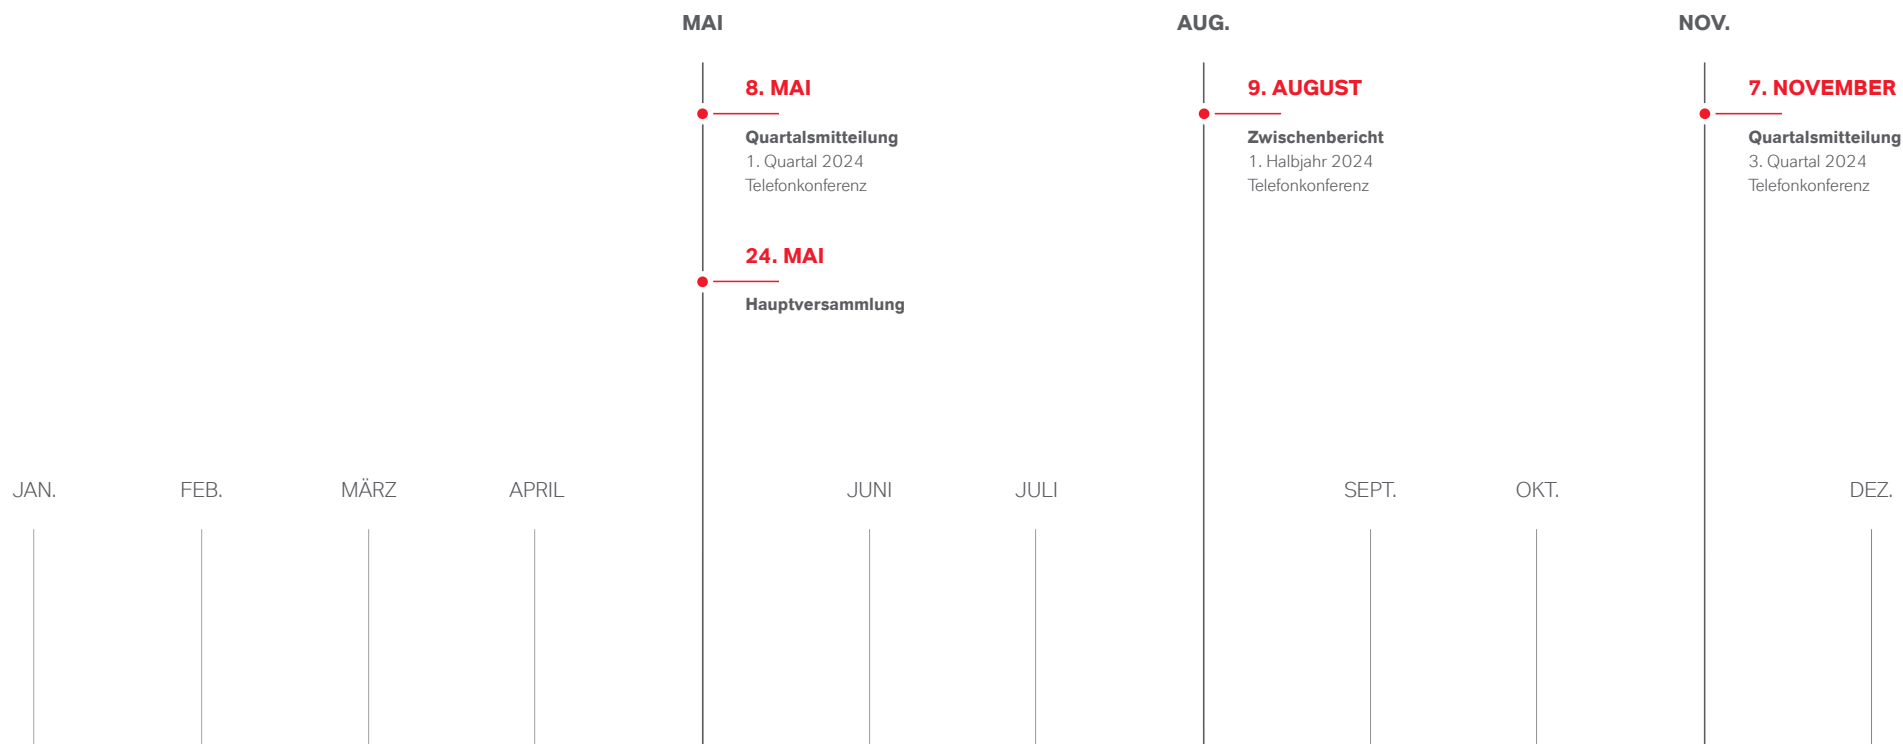 MAI
8. MAI
Quartalsmitteilung
1. Quartal 2024
Telefonkonferenz
24. MAI
Hauptversammlung
AUG.
9. AUGUST
Zwischenbericht
1. Halbjahr 2024
Telefonkonferenz
NOV.
7. NOVEMBER
Quartalsmitteilung
3. Quartal 2024
Telefonkonferenz
JAN.
FEB.
MÄRZ
APRIL
JUNI
JULI
SEPT.
OKT.
DEZ.